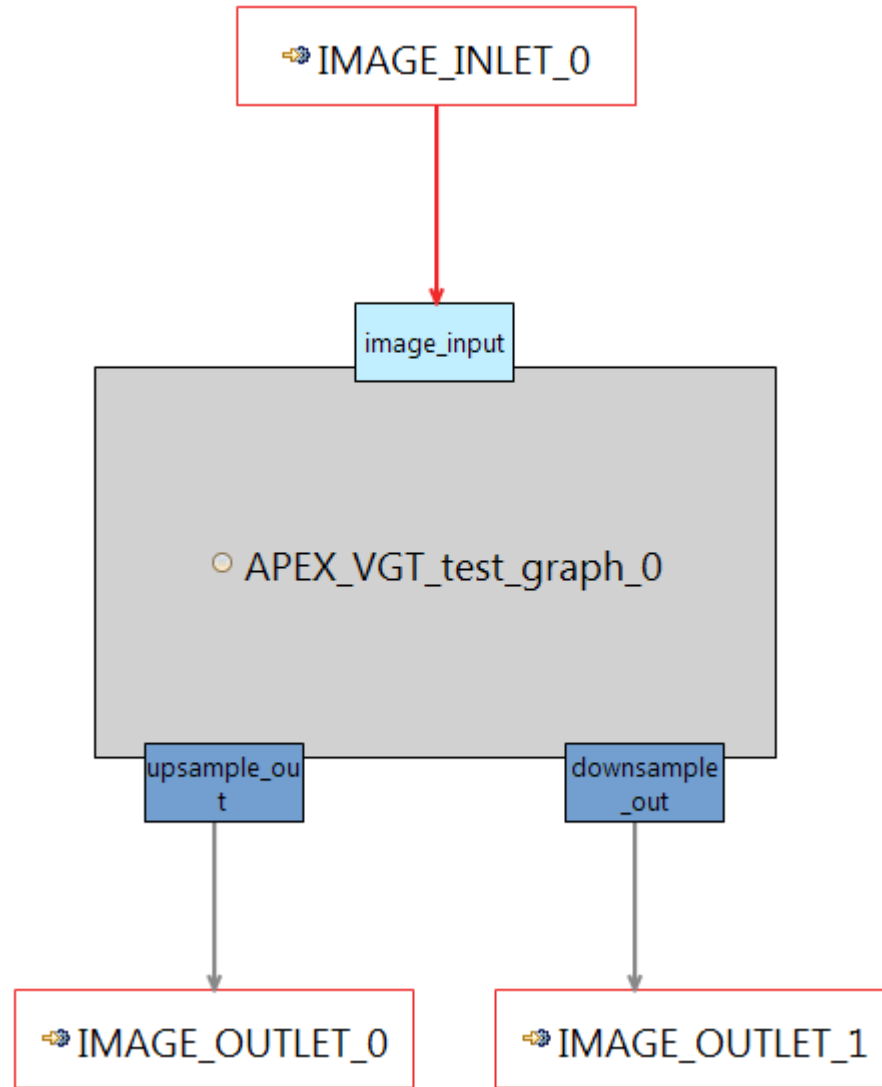 IMAGE_INLET_0
image_input
APEX_VGT_test_graph_0
upsample_ou
t
downsample
_out
IMAGE_OUTLET_0
IMAGE_OUTLET_1